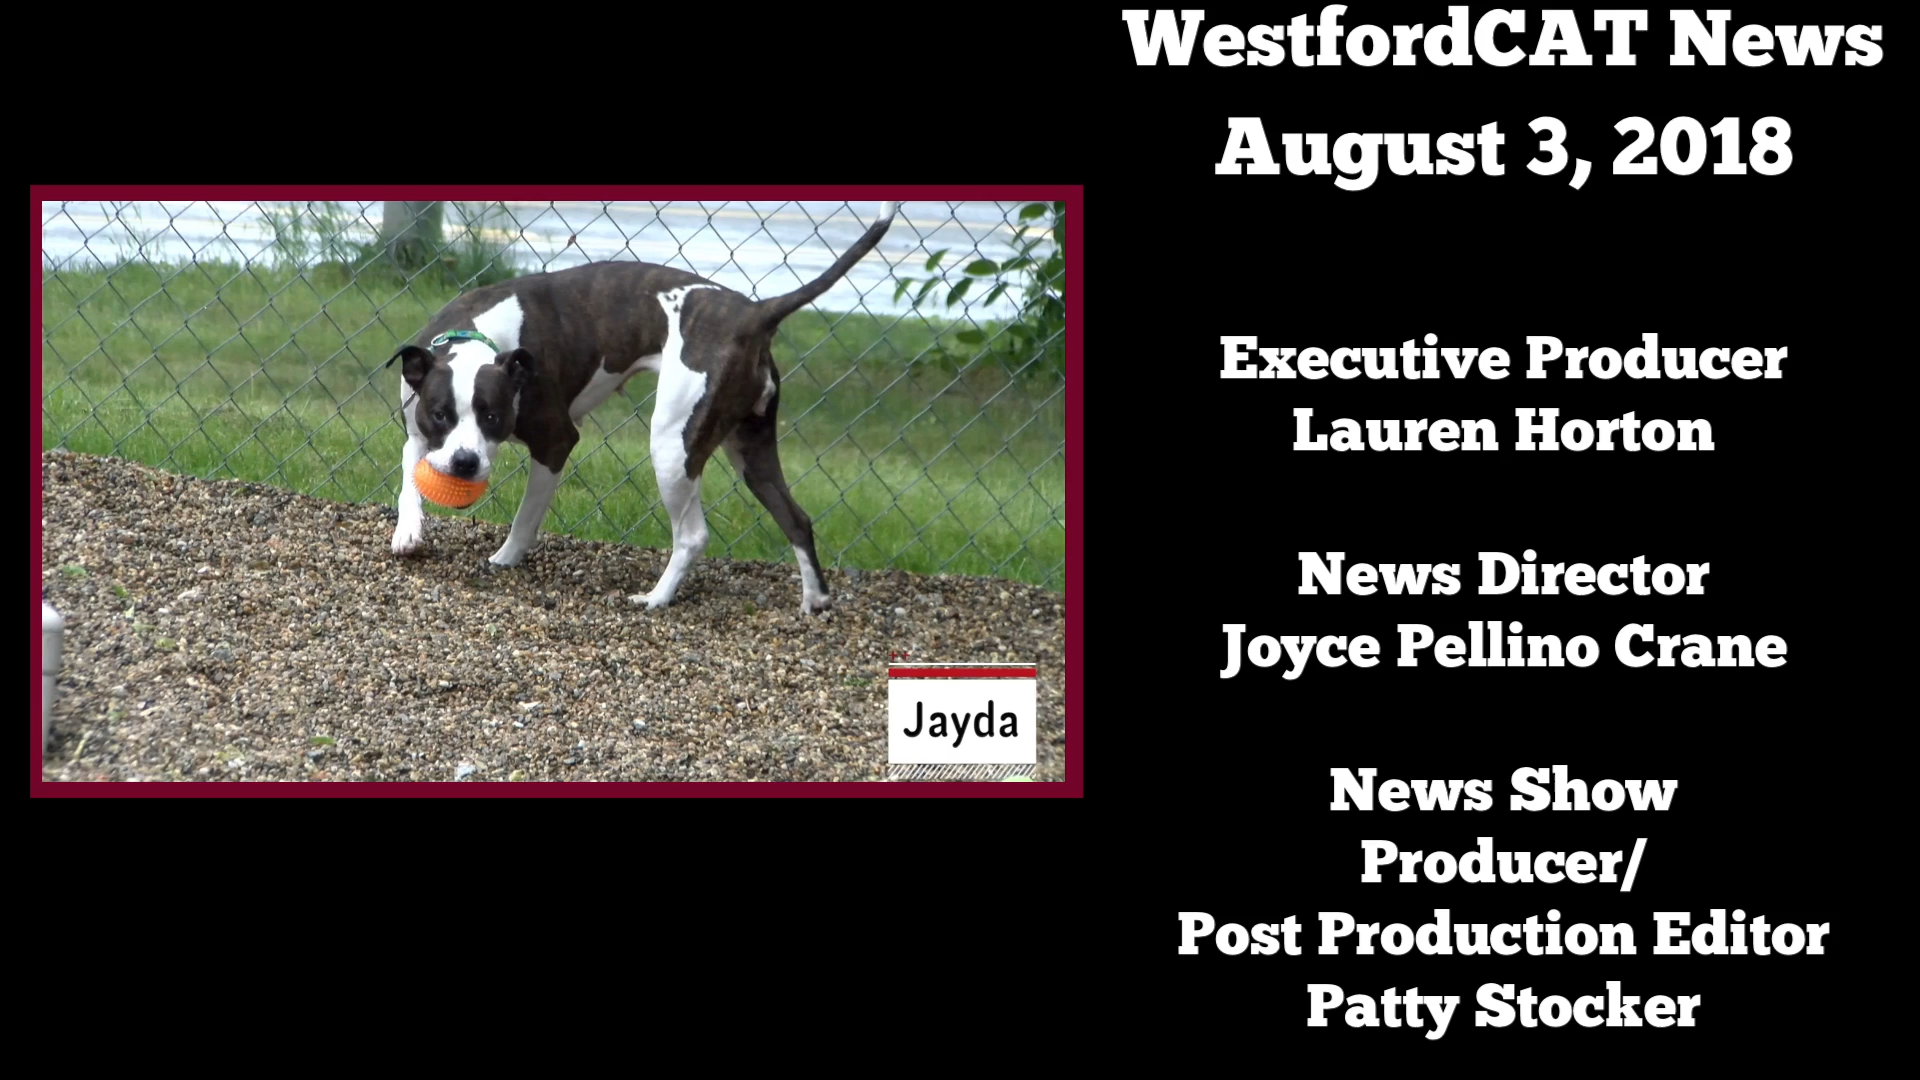 WestfordCAT News
August 3, 2018
Executive Producer
Lauren Horton
News Director
Joyce Pellino Crane
News Show
Producer/
Post Production Editor
Patty Stocker
Jayda